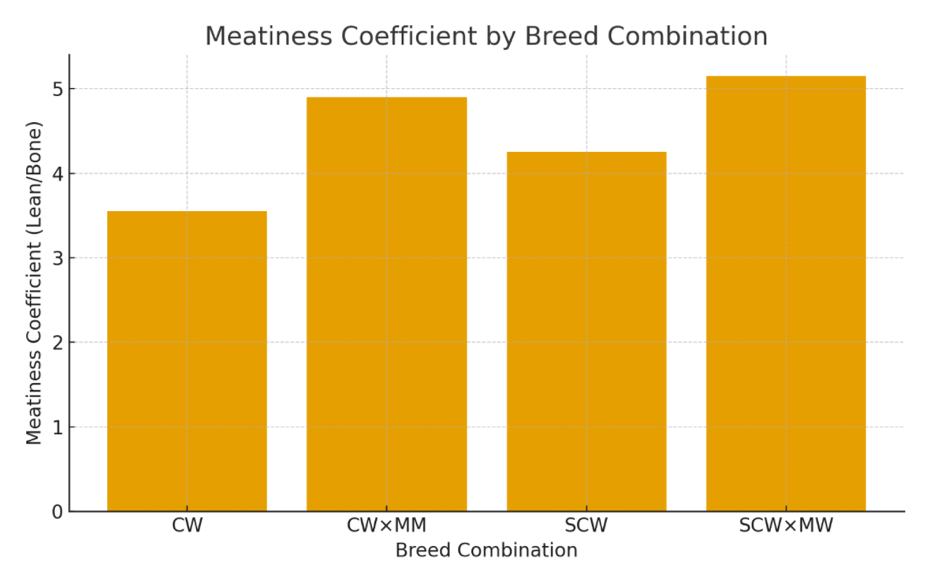 Meatiness Coefficient by Breed Combination
Meatiness Coefficient (Lean/Bone)
5
4
3
2
1
0
CW
CW×MM
SCW
SCW×MW
Breed Combination